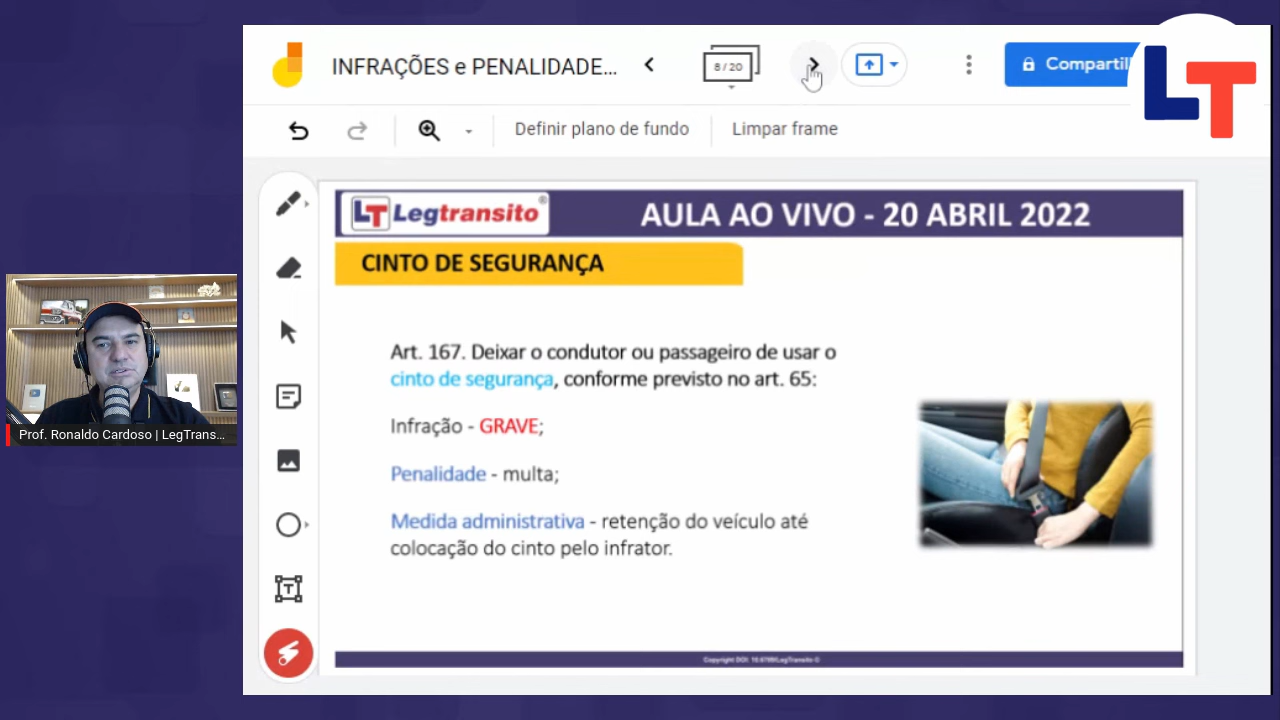 INFRAÇÕES e PENALIDADE...
8 / 20
Compartil
LT
Definir plano de fundo
Limpar frame
LT Legtransito®
AULA AO VIVO - 20 ABRIL 2022
CINTO DE SEGURANÇA
Art. 167. Deixar o condutor ou passageiro de usar o
cinto de segurança, conforme previsto no art. 65:
Infração - GRAVE;
Penalidade - multa;
Medida administrativa - retenção do veículo até
colocação do cinto pelo infrator.
Prof. Ronaldo Cardoso | LegTrans...